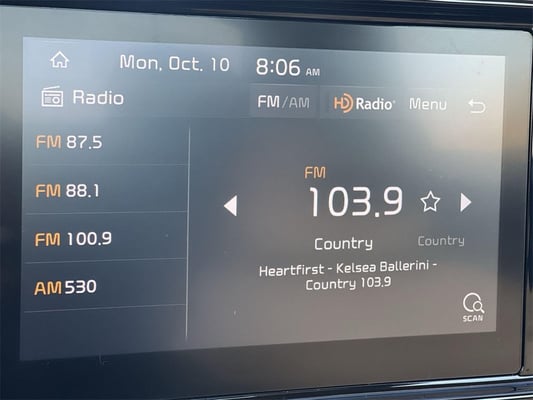 Mon, Oct. 10 8:06 AM
Radio FM/AM HD Radio Menu
FM 87.5
FM 88.1
FM 100.9
AM 530
FM
103.9
Country Country
Heartfirst - Kelsea Ballerini -
Country 103.9
SCAN